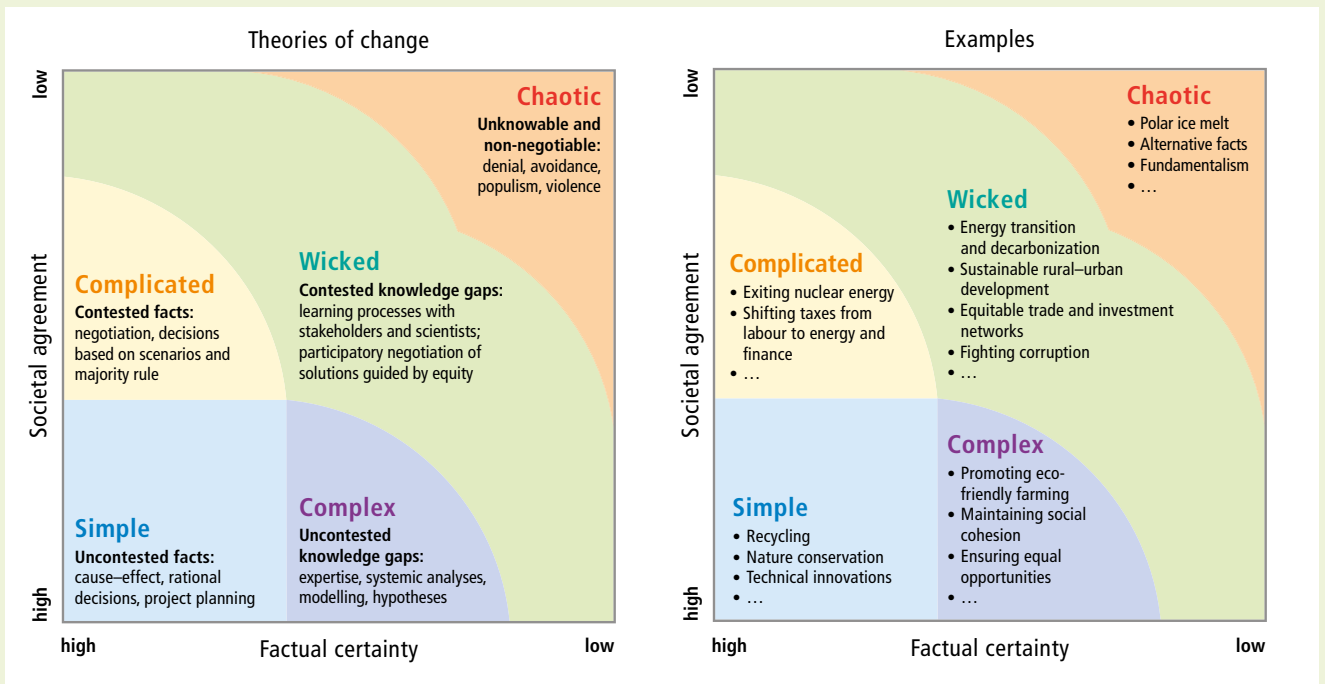 Theories of change
low
Societal agreement
high
Chaotic
Unknowable and
non-negotiable:
denial, avoidance,
populism, violence
Wicked
Contested knowledge gaps:
learning processes with
stakeholders and scientists;
participatory negotiation of
solutions guided by equity
Complicated
Contested facts:
negotiation, decisions
based on scenarios and
majority rule
Simple
Uncontested facts:
cause–effect, rational
decisions, project planning
Complex
Uncontested
knowledge gaps:
expertise, systemic analyses,
modelling, hypotheses
high
Factual certainty
low
Examples
low
Societal agreement
high
Chaotic
• Polar ice melt
• Alternative facts
• Fundamentalism
• …
Wicked
• Energy transition
and decarbonization
• Sustainable rural–urban
development
• Equitable trade and investment
networks
• Fighting corruption
• …
Complicated
• Exiting nuclear energy
• Shifting taxes from
labour to energy and
finance
• …
Simple
• Recycling
• Nature conservation
• Technical innovations
• …
Complex
• Promoting eco-
friendly farming
• Maintaining social
cohesion
• Ensuring equal
opportunities
• …
high
Factual certainty
low